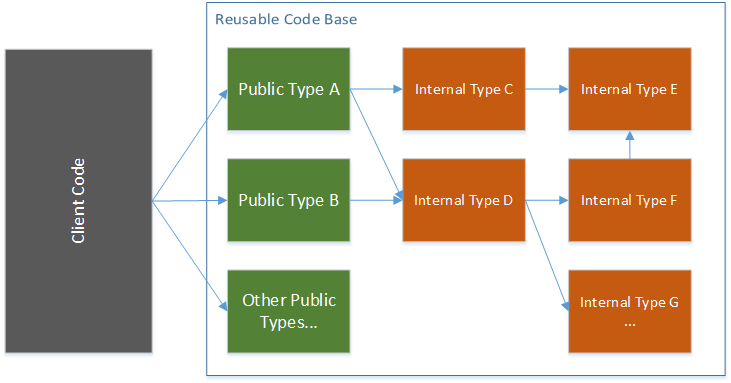 Reusable Code Base
Client Code
Public Type A
Internal Type C
Internal Type E
Public Type B
Internal Type D
Internal Type F
Other Public
Types...
Internal Type G
...